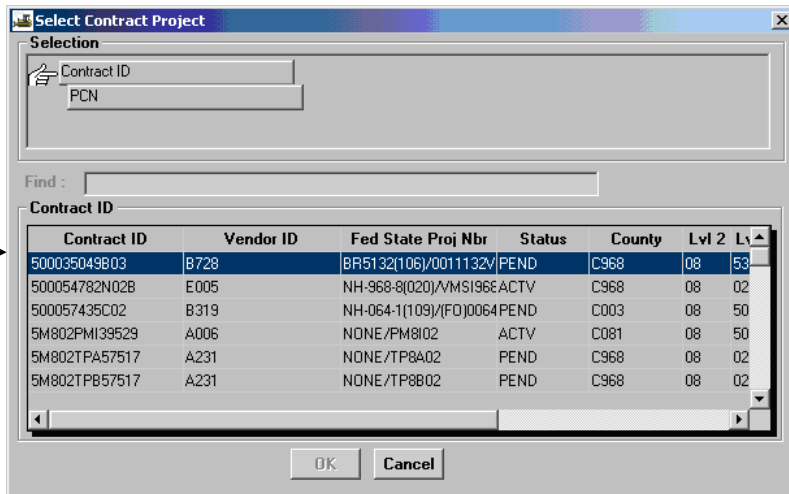 Select Contract Project
Selection
Contract ID
PCN
Find :
Contract ID
Contract ID Vendor ID Fed State Proj Nbr Status County Lvl 2 Lv
500035049B03 B728 BR5132(106)/0011132V PEND C968 08 53
500054782N02B E005 NH-968-8(020)/VMSI968 ACTV C968 08 02
500057435C02 B319 NH-064-1(109)/(FO)0064 PEND C003 08 50
5M802PMI39529 A006 NONE/PM8I02 ACTV C081 08 50
5M802TPA57517 A231 NONE/TP8A02 PEND C968 08 02
5M802TPB57517 A231 NONE/TP8B02 PEND C968 08 02
OK Cancel